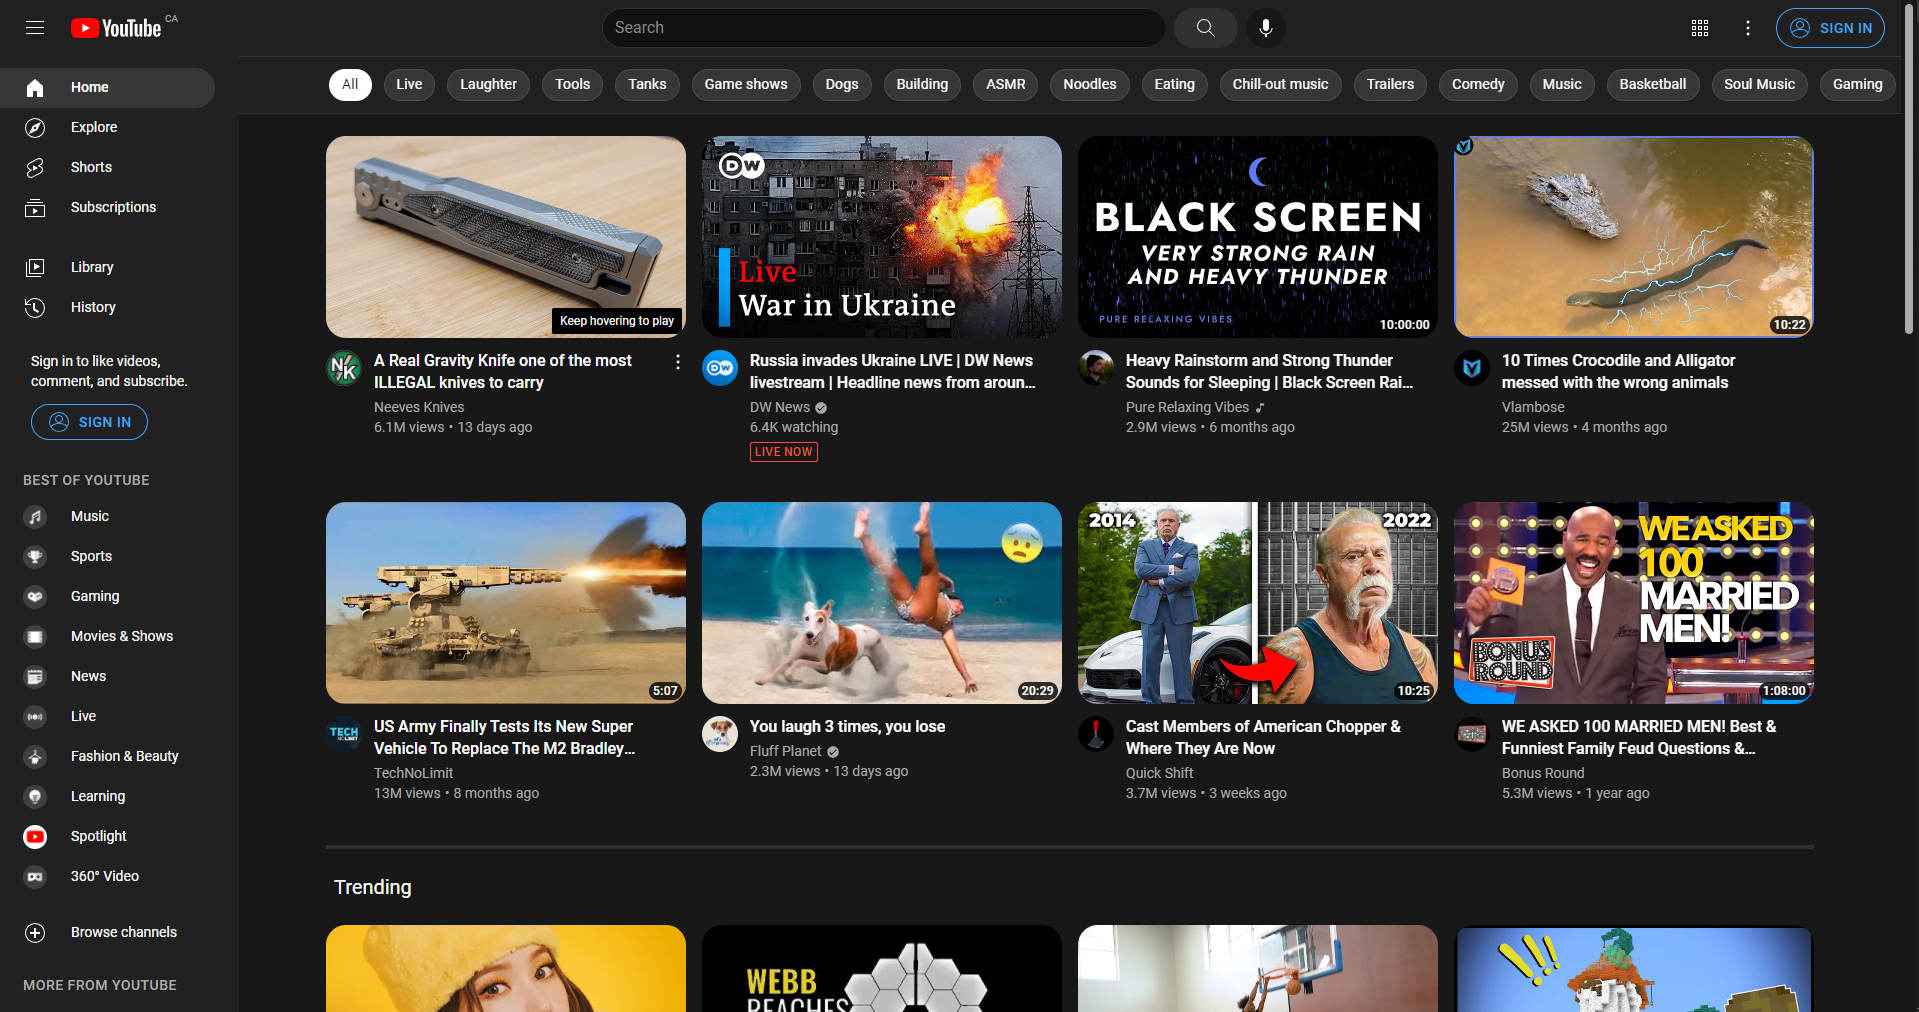 YouTube CA
Search
SIGN IN
Home
Explore
Shorts
Subscriptions
Library
History
Sign in to like videos,
comment, and subscribe.
SIGN IN
BEST OF YOUTUBE
Music
Sports
Gaming
Movies & Shows
News
Live
Fashion & Beauty
Learning
Spotlight
360° Video
Browse channels
MORE FROM YOUTUBE
All Live Laughter Tools Tanks Game shows Dogs Building ASMR Noodles Eating Chill-out music Trailers Comedy Music Basketball Soul Music Gaming
Keep hovering to play
NK
A Real Gravity Knife one of the most
ILLEGAL knives to carry
Neeves Knives
6.1M views • 13 days ago
DW
Live
War in Ukraine
DW
Russia invades Ukraine LIVE | DW News
livestream | Headline news from aroun...
DW News
6.4K watching
LIVE NOW
BLACK SCREEN
VERY STRONG RAIN
AND HEAVY THUNDER
PURE RELAXING VIBES
10:00:00
Heavy Rainstorm and Strong Thunder
Sounds for Sleeping | Black Screen Rai...
Pure Relaxing Vibes
2.9M views • 6 months ago
10:22
10 Times Crocodile and Alligator
messed with the wrong animals
Vlambose
25M views • 4 months ago
5:07
TECH
NOLIMIT
US Army Finally Tests Its New Super
Vehicle To Replace The M2 Bradley...
TechNoLimit
13M views • 8 months ago
20:29
You laugh 3 times, you lose
Fluff Planet
2.3M views • 13 days ago
2014
2022
10:25
Cast Members of American Chopper &
Where They Are Now
Quick Shift
3.7M views • 3 weeks ago
WE ASKED
100
MARRIED
MEN!
BONUS
ROUND
1:08:00
WE ASKED 100 MARRIED MEN! Best &
Funniest Family Feud Questions &...
Bonus Round
5.3M views • 1 year ago
Trending
WEBB
REACHES
!!!